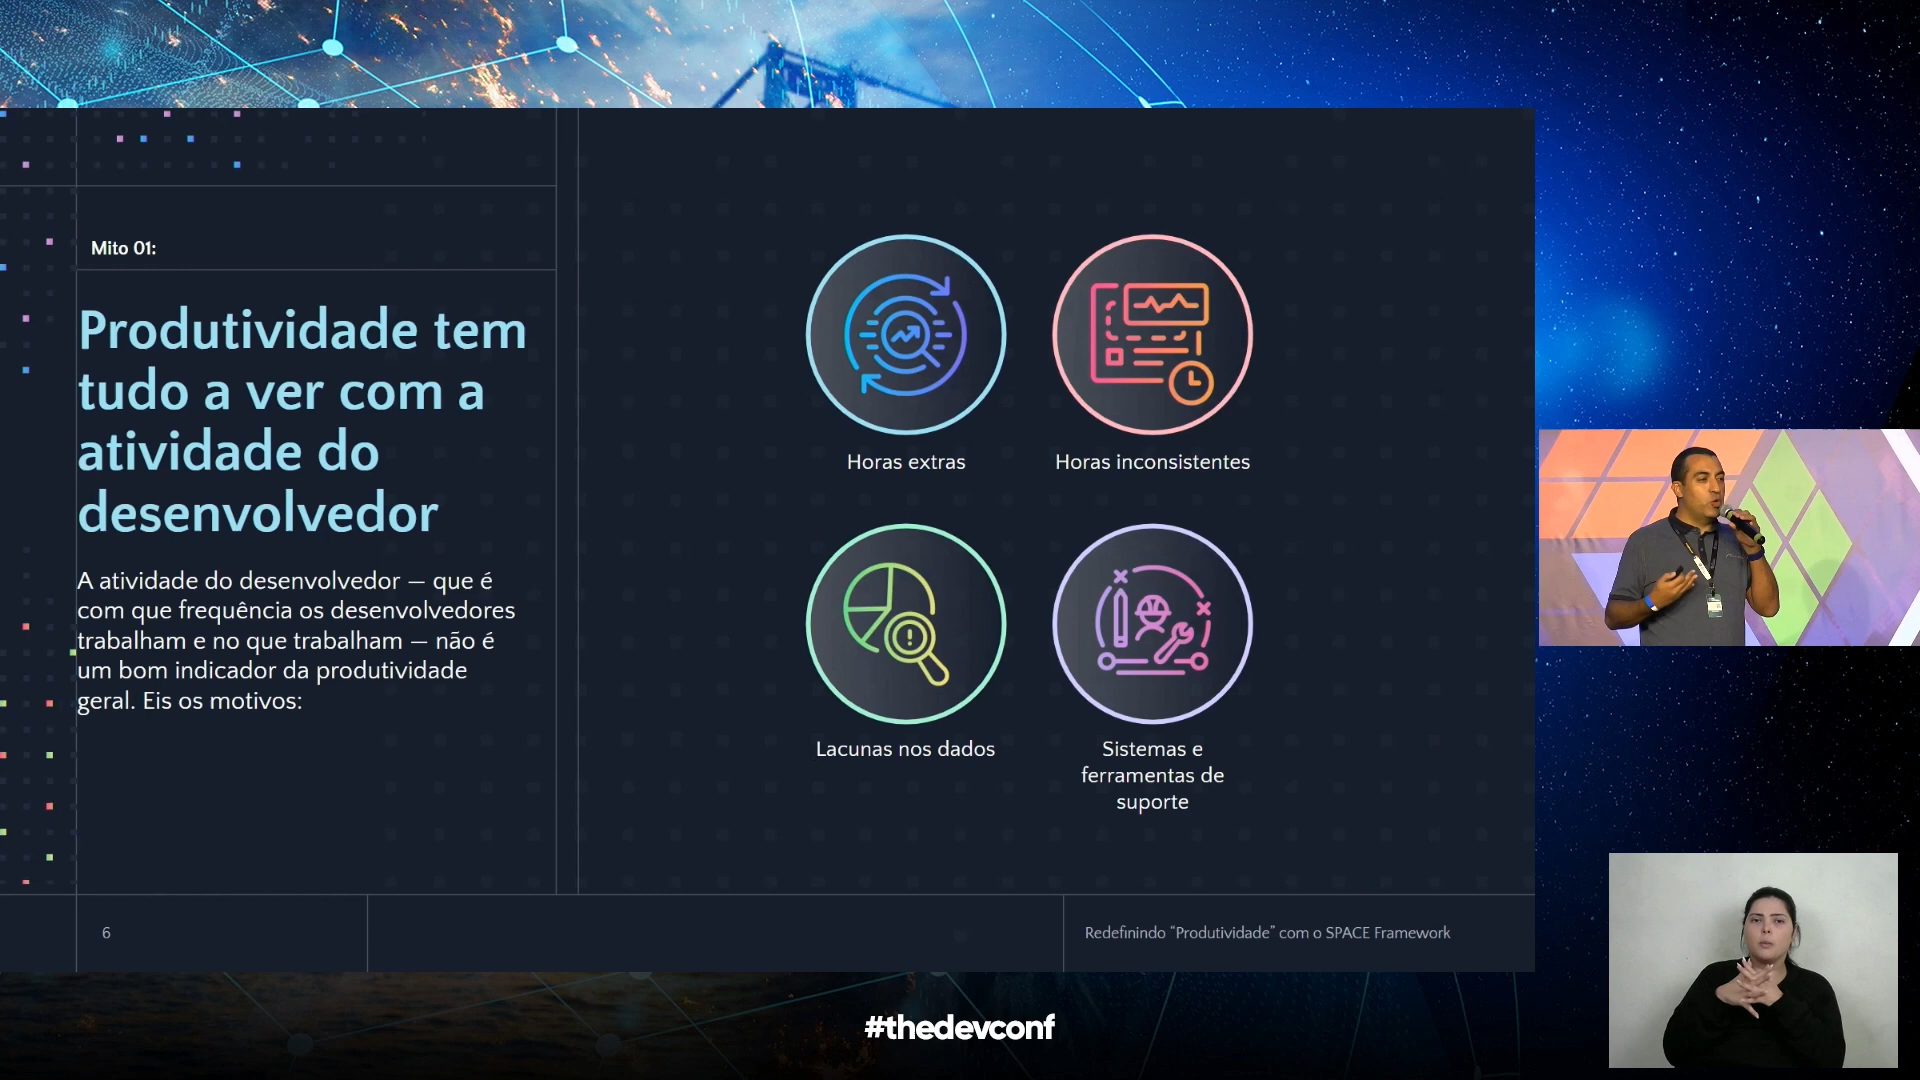 Mito 01:
Produtividade tem
tudo a ver com a
atividade do
desenvolvedor
A atividade do desenvolvedor — que é
com que frequência os desenvolvedores
trabalham e no que trabalham — não é
um bom indicador da produtividade
geral. Eis os motivos:
Horas extras
Horas inconsistentes
Lacunas nos dados
Sistemas e
ferramentas de
suporte
6
Redefinindo “Produtividade” com o SPACE Framework
#thedevconf